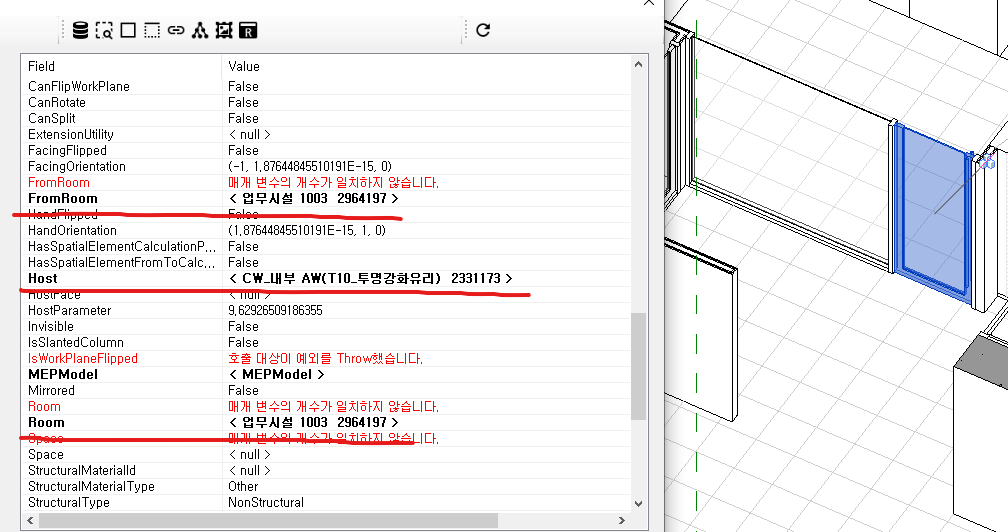 Field Value
CanFlipWorkPlane False
CanRotate False
CanSplit False
ExtensionUtility < null >
FacingFlipped False
FacingOrientation (-1, 1,87644845510191E-15, 0)
FromRoom 매개 변수의 개수가 일치하지 않습니다.
FromRoom < 업무시설 1003 2964197 >
HandFlipped False
HandOrientation (1,87644845510191E-15, 1, 0)
HasSpatialElementCalculationP...
False
HasSpatialElementFromToCalc...
False
Host < CW_내부 AW(T10_투명강화유리) 2331173 >
HostFace < null >
HostParameter 9,62926509186355
Invisible False
IsSlantedColumn False
IsWorkPlaneFlipped 호출 대상이 예외를 Throw했습니다.
MEPModel < MEPModel >
Mirrored False
Room 매개 변수의 개수가 일치하지 않습니다.
Room < 업무시설 1003 2964197 >
Space 매개 변수의 개수가 일치하지 않습니다.
Space < null >
StructuralMaterialId < null >
StructuralMaterialType Other
StructuralType NonStructural